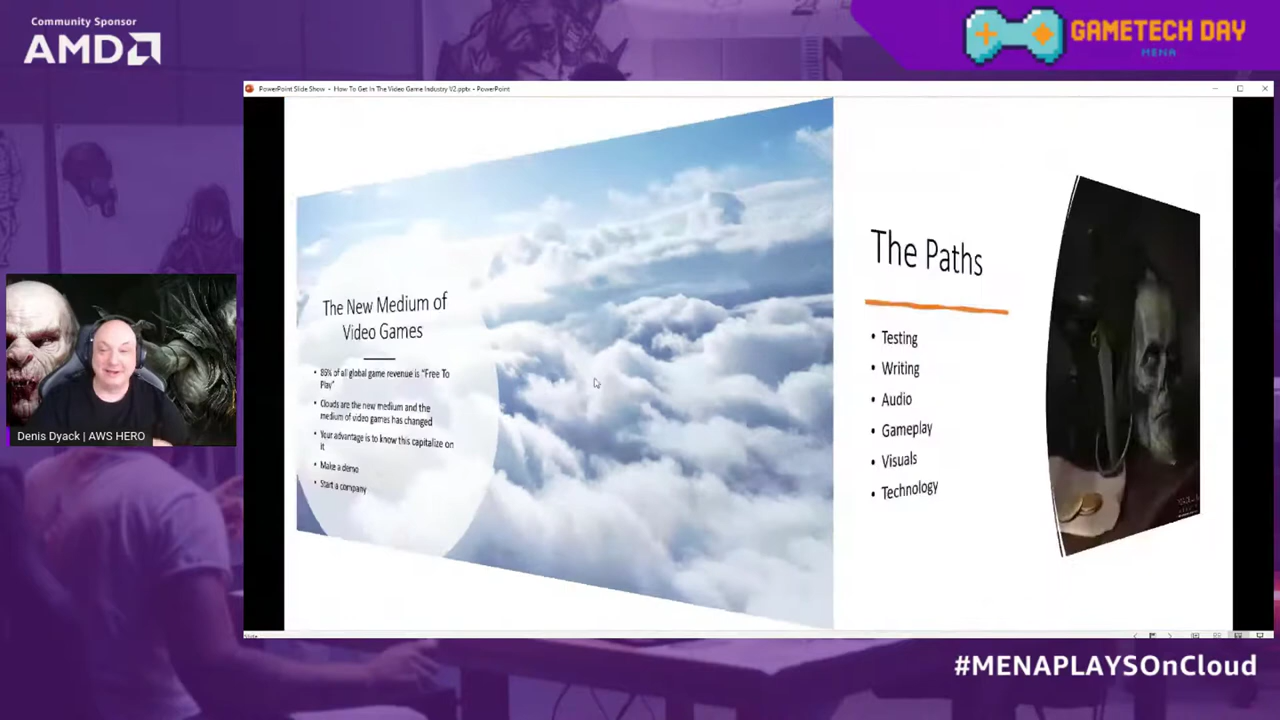 Community Sponsor
AMD
GAMETECH DAY
MENA
PowerPoint Slide Show - How To Get In The Video Game Industry V2.pptx - PowerPoint
The New Medium of
Video Games
• 85% of all global game revenue is "Free To
Play"
• Clouds are the new medium and the
medium of video games has changed
• Your advantage is to know this capitalize on
it
• Make a demo
• Start a company
The Paths
• Testing
• Writing
• Audio
• Gameplay
• Visuals
• Technology
Denis Dyack | AWS HERO
#MENAPLAYSOnCloud